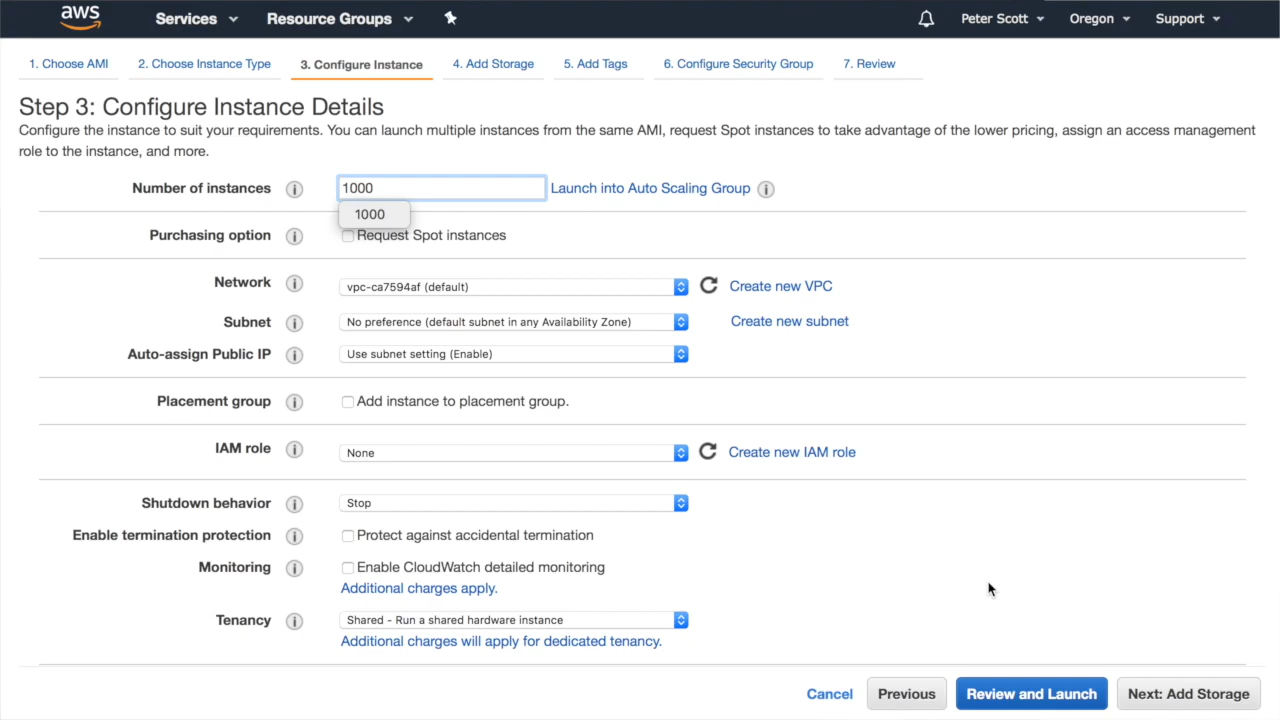 aws Services Resource Groups Peter Scott Oregon Support
1. Choose AMI 2. Choose Instance Type 3. Configure Instance 4. Add Storage 5. Add Tags 6. Configure Security Group 7. Review
Step 3: Configure Instance Details
Configure the instance to suit your requirements. You can launch multiple instances from the same AMI, request Spot instances to take advantage of the lower pricing, assign an access management
role to the instance, and more.
Number of instances i 1000 Launch into Auto Scaling Group i
1000
Purchasing option i Request Spot instances
Network i vpc-ca7594af (default) Create new VPC
Subnet i No preference (default subnet in any Availability Zone) Create new subnet
Auto-assign Public IP i Use subnet setting (Enable)
Placement group i Add instance to placement group.
IAM role i None Create new IAM role
Shutdown behavior i Stop
Enable termination protection i Protect against accidental termination
Monitoring i Enable CloudWatch detailed monitoring
Additional charges apply.
Tenancy i Shared - Run a shared hardware instance
Additional charges will apply for dedicated tenancy.
Cancel Previous Review and Launch Next: Add Storage